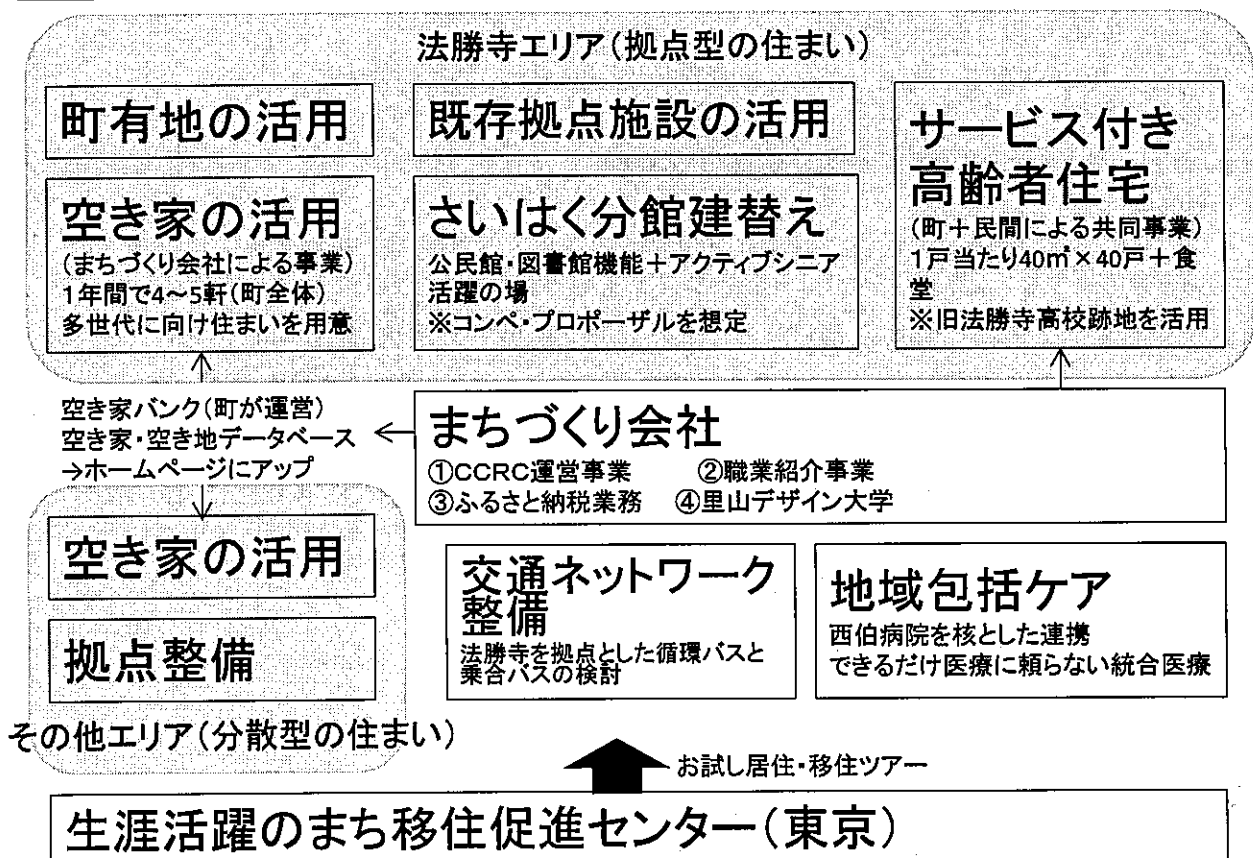 法勝寺エリア(拠点型の住まい)
町有地の活用
既存拠点施設の活用
サービス付き
高齢者住宅
(町+民間による共同事業)
1戸当たり40㎡×40戸+食
堂
※旧法勝寺高校跡地を活用
空き家の活用
(まちづくり会社による事業)
1年間で4~5軒(町全体)
多世代に向け住まいを用意
さいはく分館建替え
公民館・図書館機能+アクティブシニア
活躍の場
※コンペ・プロポーザルを想定
空き家バンク(町が運営)
空き家・空き地データベース
→ホームページにアップ
まちづくり会社
①CCRC運営事業 ②職業紹介事業
③ふるさと納税業務 ④里山デザイン大学
空き家の活用
拠点整備
その他エリア(分散型の住まい)
交通ネットワーク
整備
法勝寺を拠点とした循環バスと
乗合バスの検討
地域包括ケア
西伯病院を核とした連携
できるだけ医療に頼らない統合医療
お試し居住・移住ツアー
生涯活躍のまち移住促進センター(東京)